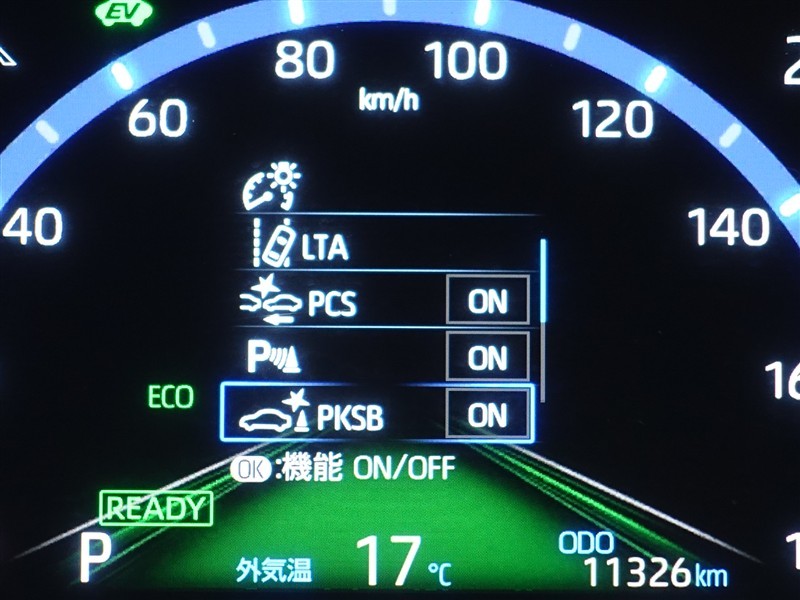 EV
80 100
km/h
60 120
40 140
LTA
PCS ON
P ON
ECO
PKSB ON
OK:機能 ON/OFF
READY
P
外気温 17℃
ODO
11326km